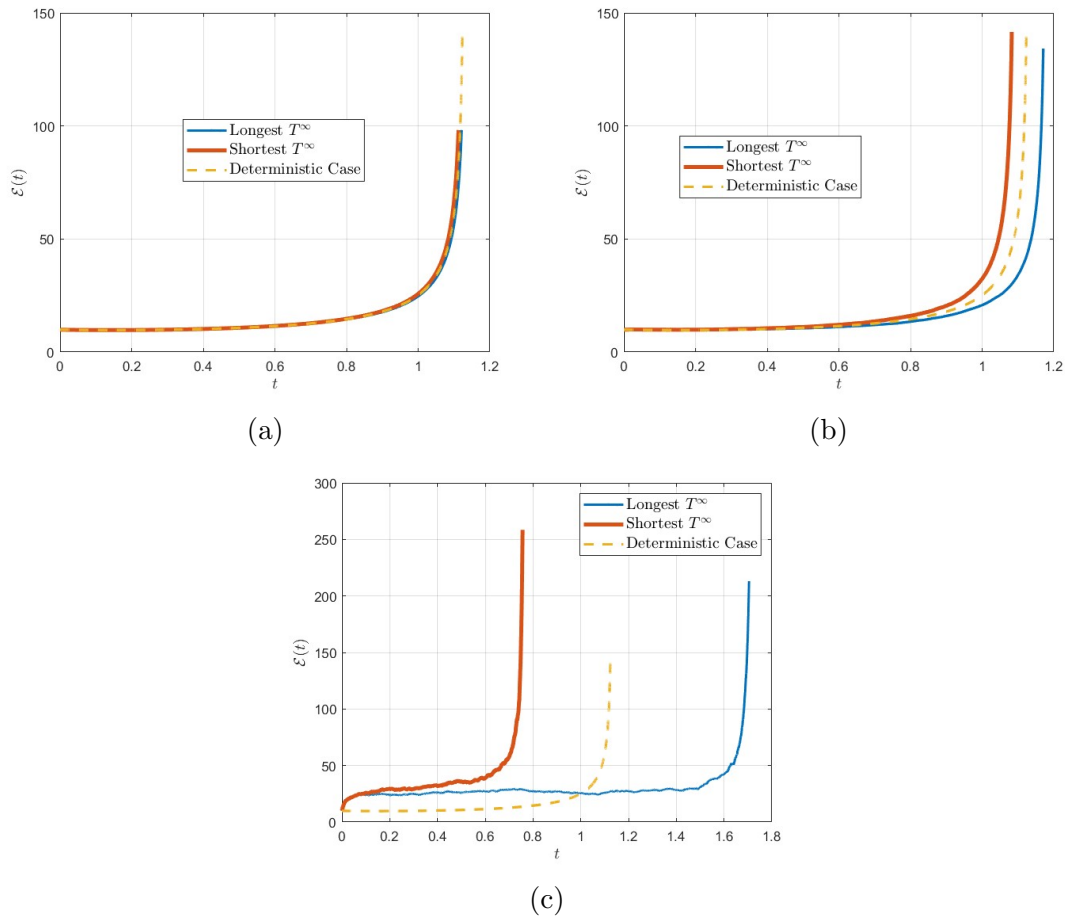 150
100
50
0
ℰ(t)
Longest T∞
Shortest T∞
Deterministic Case
0 0.2 0.4 0.6 0.8 1 1.2
t
(a)
150
100
50
0
ℰ(t)
Longest T∞
Shortest T∞
Deterministic Case
0 0.2 0.4 0.6 0.8 1 1.2
t
(b)
300
250
200
150
100
50
0
ℰ(t)
Longest T∞
Shortest T∞
Deterministic Case
0 0.2 0.4 0.6 0.8 1 1.2 1.4 1.6 1.8
t
(c)